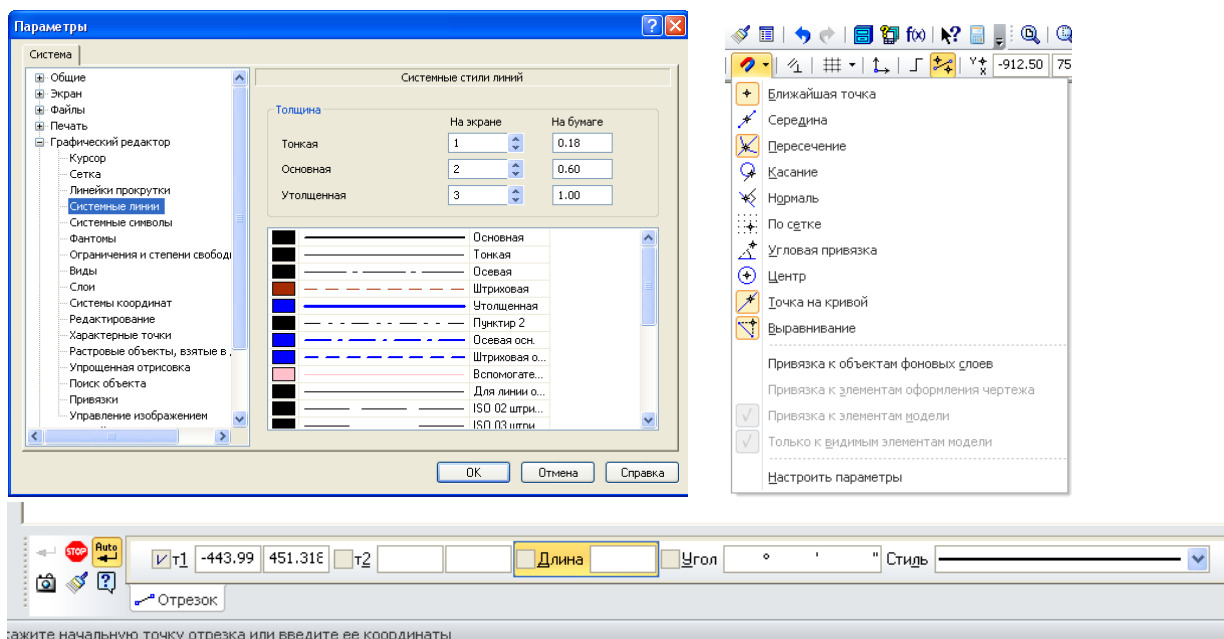 Параметры
Система
Общие
Экран
Файлы
Печать
Графический редактор
Курсор
Сетка
Линейки прокрутки
Системные линии
Системные символы
Фантомы
Ограничения и степени свободы
Виды
Слои
Системы координат
Редактирование
Характерные точки
Растровые объекты, взятые в
Упрощенная отрисовка
Поиск объекта
Привязки
Управление изображением
Системные стили линий
Толщина
На экране На бумаге
Тонкая 1 0.18
Основная 2 0.60
Утолщенная 3 1.00
Основная
Тонкая
Осевая
Штриховая
Утолщенная
Пунктир 2
Осевая осн.
Штриховая о...
Вспомогате...
Для линии о...
ISO 02 штри...
ISO 03 штри
OK Отмена Справка
f(x) -912.50 75
Ближайшая точка
Середина
Пересечение
Касание
Нормаль
По сетке
Угловая привязка
Центр
Точка на кривой
Выравнивание
Привязка к объектам фоновых слоев
Привязка к элементам оформления чертежа
Привязка к элементам модели
Только к видимым элементам модели
Настроить параметры
STOP Auto т1 -443.99 451.318 т2 Длина Угол ° ' " Стиль
Отрезок
кажите начальную точку отрезка или введите ее координаты